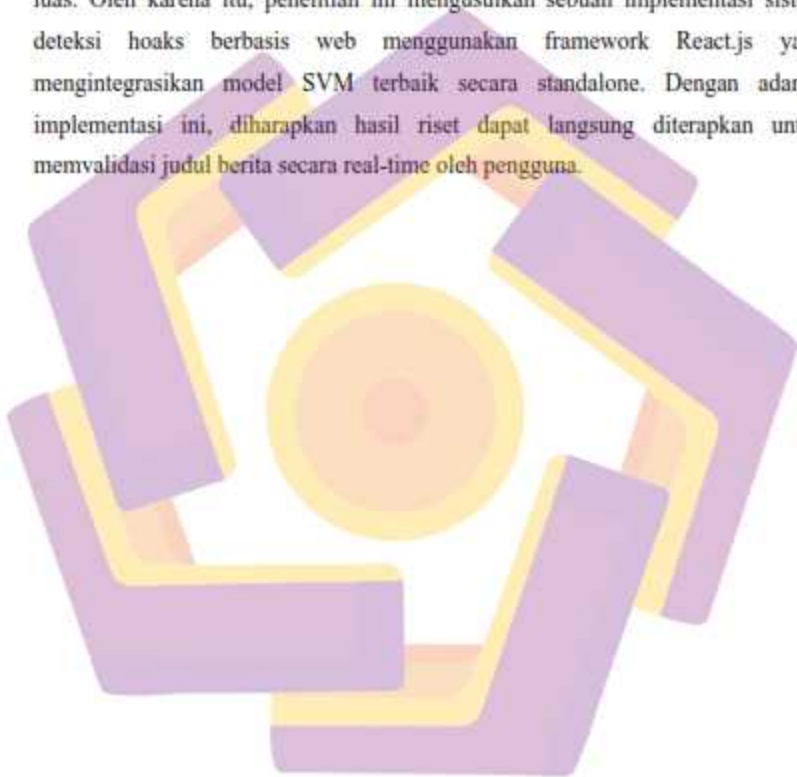 luas. Oleh karena itu, penelitian ini mengusulkan sebuah implementasi sist
deteksi hoaks berbasis web menggunakan framework React.js ya
mengintegrasikan model SVM terbaik secara standalone. Dengan adar
implementasi ini, diharapkan hasil riset dapat langsung diterapkan unt
memvalidasi judul berita secara real-time oleh pengguna.